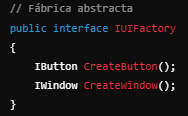 // Fábrica abstracta
public interface IUIFactory
{
    IButton CreateButton();
    IWindow CreateWindow();
}